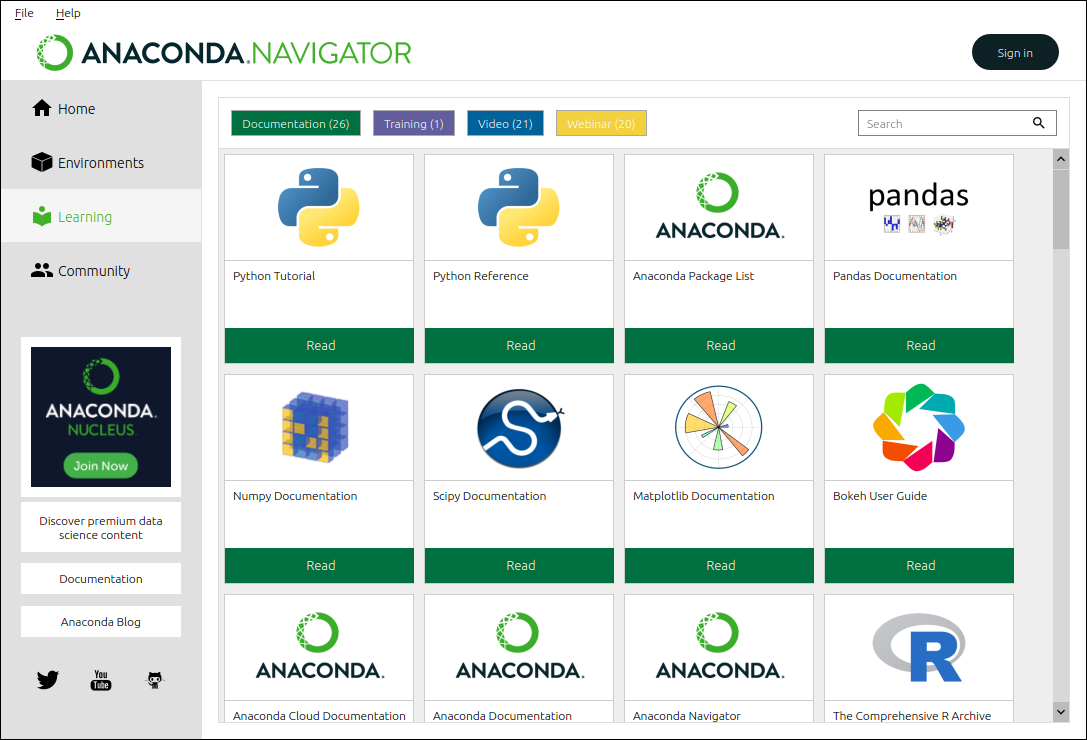 File Help
ANACONDA.NAVIGATOR
Sign in
Home
Environments
Learning
Community
ANACONDA.
NUCLEUS
Join Now
Discover premium data
science content
Documentation
Anaconda Blog
You
Tube
Documentation (26) Training (1) Video (21) Webinar (20) Search
ANACONDA. pandas
Python Tutorial Python Reference Anaconda Package List Pandas Documentation
Read Read Read Read
Numpy Documentation Scipy Documentation Matplotlib Documentation Bokeh User Guide
Read Read Read Read
ANACONDA. ANACONDA. ANACONDA. R
Anaconda Cloud Documentation Anaconda Documentation Anaconda Navigator The Comprehensive R Archive